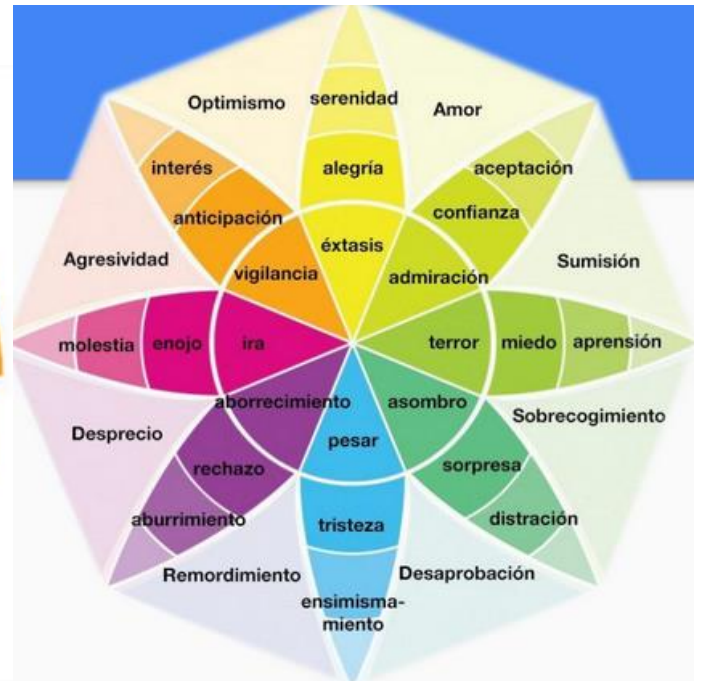 Optimismo
serenidad
Amor
interés
alegría
aceptación
anticipación
confianza
Agresividad
vigilancia
éxtasis
admiración
Sumisión
molestia
enojo
ira
terror
miedo
aprensión
aborrecimiento
asombro
Desprecio
pesar
Sobrecogimiento
rechazo
sorpresa
aburrimiento
tristeza
distración
Remordimiento
Desaprobación
ensimisma-
miento